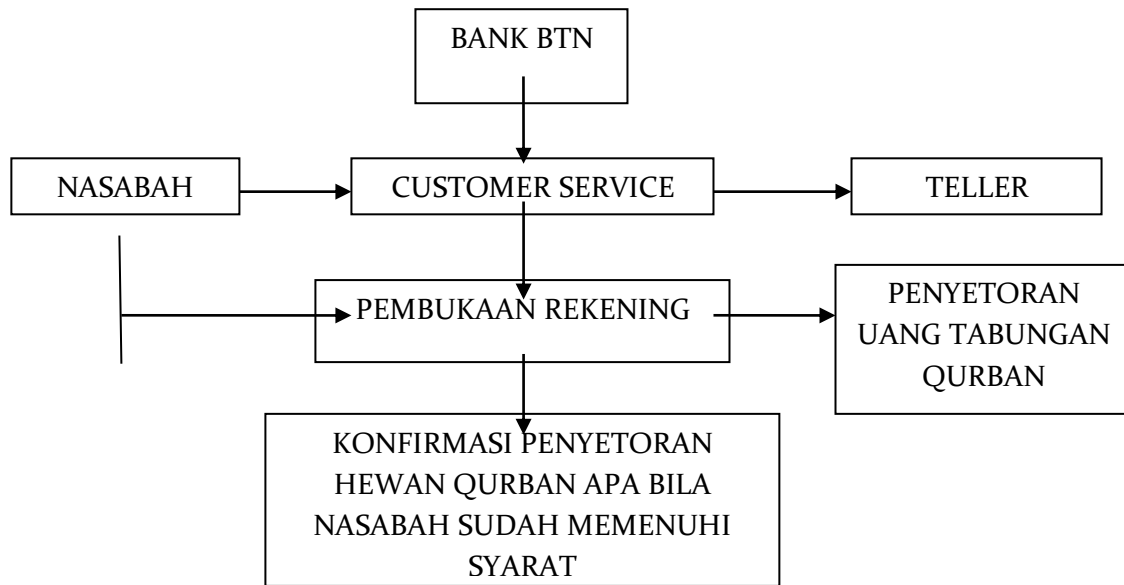 BANK BTN
NASABAH
CUSTOMER SERVICE
TELLER
PEMBUKAAN REKENING
PENYETORAN
UANG TABUNGAN
QURBAN
KONFIRMASI PENYETORAN
HEWAN QURBAN APA BILA
NASABAH SUDAH MEMENUHI
SYARAT